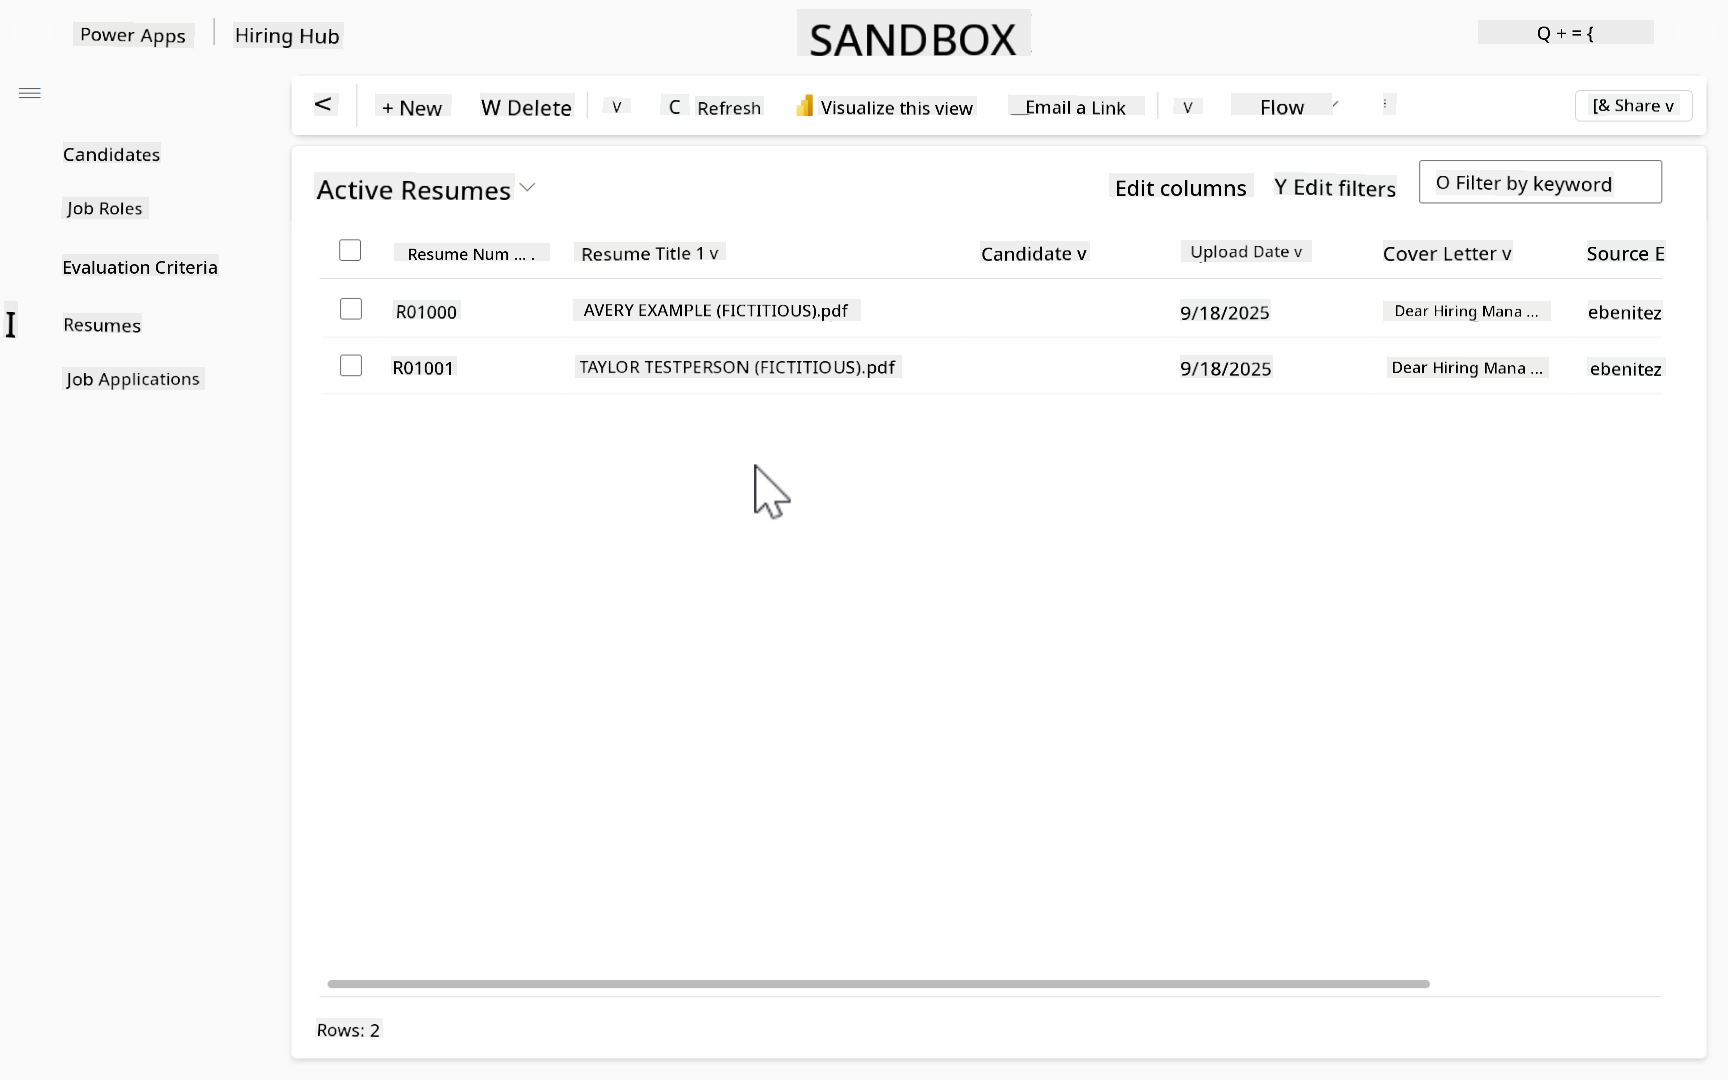 Power Apps | Hiring Hub
SANDBOX
Q + = {
< + New W Delete v C Refresh Visualize this view Email a Link v Flow [& Share v
Candidates
Job Roles
Evaluation Criteria
I Resumes
Job Applications
Active Resumes
Edit columns Y Edit filters O Filter by keyword
Resume Num ... . Resume Title 1 v Candidate v Upload Date v Cover Letter v Source E
R01000 AVERY EXAMPLE (FICTITIOUS).pdf 9/18/2025 Dear Hiring Mana ... ebenitez
R01001 TAYLOR TESTPERSON (FICTITIOUS).pdf 9/18/2025 Dear Hiring Mana ... ebenitez
Rows: 2